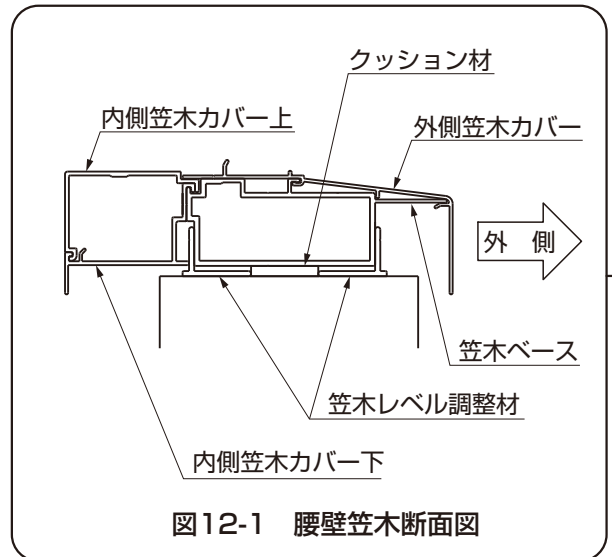 クッション材
内側笠木カバー上
外側笠木カバー
外 側
笠木ベース
笠木レベル調整材
内側笠木カバー下
図12-1 腰壁笠木断面図